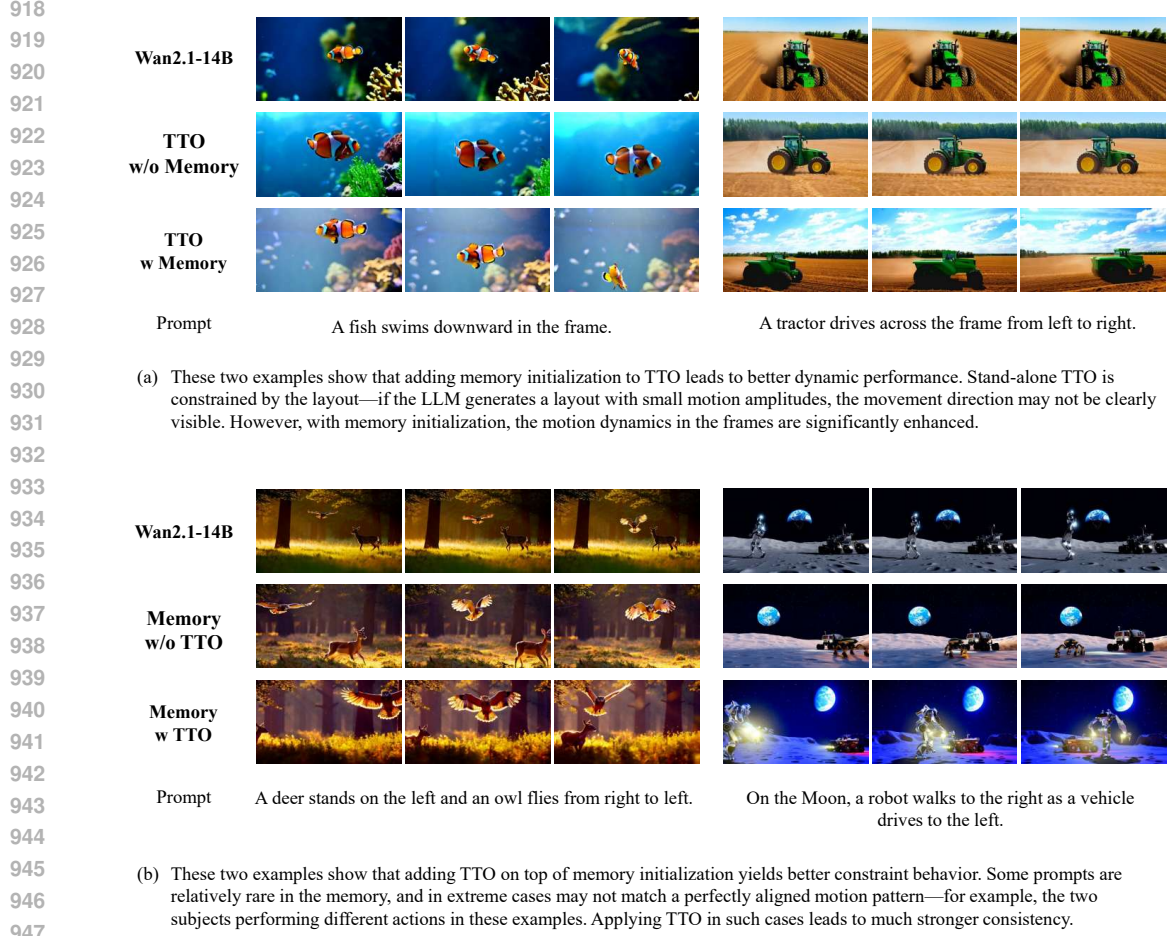 918
919
920
921
922
923
924
925
926
927
928
929
930
931
932
933
934
935
936
937
938
939
940
941
942
943
944
945
946
947
Wan2.1-14B
TTO
w/o Memory
TTO
w Memory
Prompt
A fish swims downward in the frame.
A tractor drives across the frame from left to right.
(a) These two examples show that adding memory initialization to TTO leads to better dynamic performance. Stand-alone TTO is
constrained by the layout—if the LLM generates a layout with small motion amplitudes, the movement direction may not be clearly
visible. However, with memory initialization, the motion dynamics in the frames are significantly enhanced.
Wan2.1-14B
Memory
w/o TTO
Memory
w TTO
Prompt
A deer stands on the left and an owl flies from right to left.
On the Moon, a robot walks to the right as a vehicle
drives to the left.
(b) These two examples show that adding TTO on top of memory initialization yields better constraint behavior. Some prompts are
relatively rare in the memory, and in extreme cases may not match a perfectly aligned motion pattern—for example, the two
subjects performing different actions in these examples. Applying TTO in such cases leads to much stronger consistency.